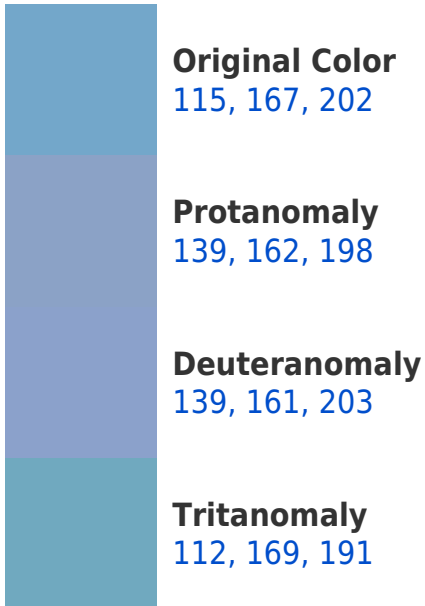 Original Color
115, 167, 202
Protanomaly
139, 162, 198
Deuteranomaly
139, 161, 203
Tritanomaly
112, 169, 191